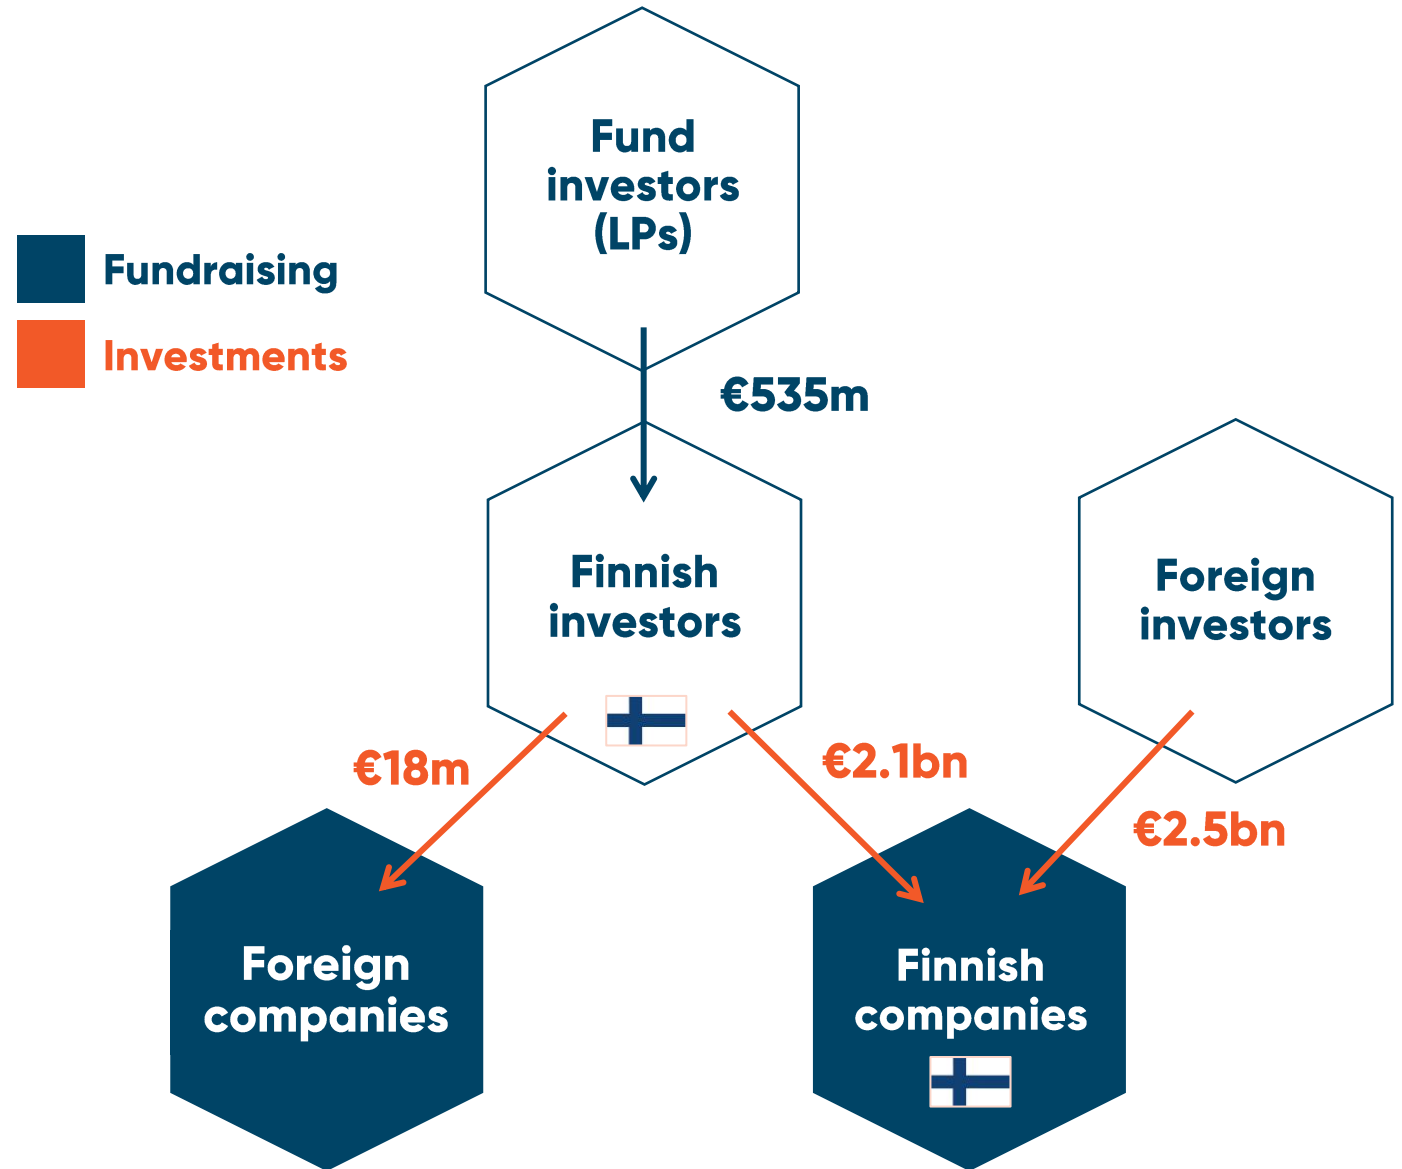 Fund
investors
(LPs)
Fundraising
Investments
€535m
Finnish
investors
Foreign
investors
€18m
€2.1bn
€2.5bn
Foreign
companies
Finnish
companies